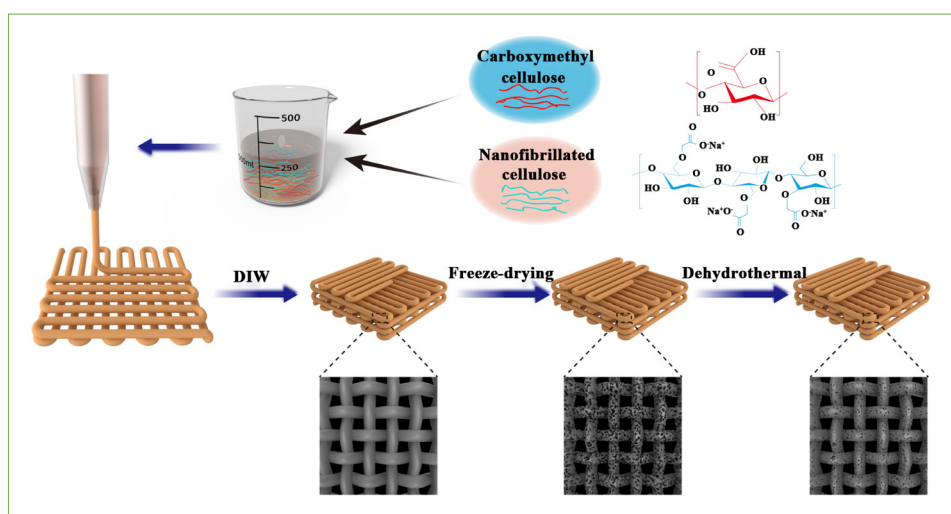 Carboxymethyl
cellulose
OH
O
O
O
HO
OH
500
250
Nanofibrillated
cellulose
O
O-Na⁺
O
OH
OH
O
O
HO
OH
O
O
HO
O
O
OH
O
Na⁺O-
O
O
O-Na⁺
O
DIW
Freeze-drying
Dehydrothermal